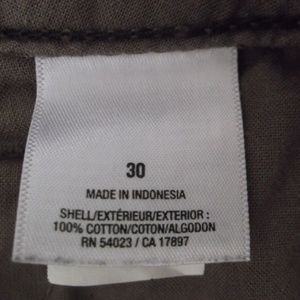 30
MADE IN INDONESIA
SHELL/EXTÉRIEUR/EXTERIOR :
100% COTTON/COTON/ALGODON
RN 54023 / CA 17897